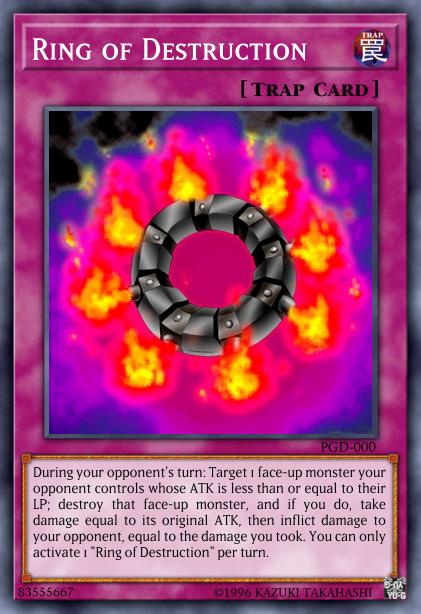 RING OF DESTRUCTION
TRAP
罠
[TRAP CARD]
PGD-000
During your opponent's turn: Target 1 face-up monster your
opponent controls whose ATK is less than or equal to their
LP; destroy that face-up monster, and if you do, take
damage equal to its original ATK, then inflict damage to
your opponent, equal to the damage you took. You can only
activate 1 "Ring of Destruction" per turn.
83555667
©1996 KAZUKI TAKAHASHI